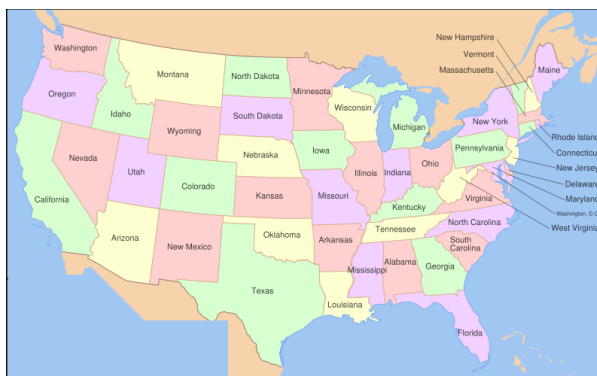 New Hampshire
Vermont
Massachusetts
Washington
Montana
North Dakota
Minnesota
Maine
Oregon
Idaho
Wyoming
South Dakota
Wisconsin
Michigan
New York
Rhode Island
Connecticu
New Jersey
Delaware
Maryland
Washington, D.C
West Virginia
Nevada
Utah
Colorado
Nebraska
Iowa
Illinois
Indiana
Ohio
Pennsylvania
California
Kansas
Missouri
Kentucky
Virginia
Arizona
New Mexico
Oklahoma
Arkansas
Tennessee
North Carolina
South
Carolina
Texas
Louisiana
Mississippi
Alabama
Georgia
Florida